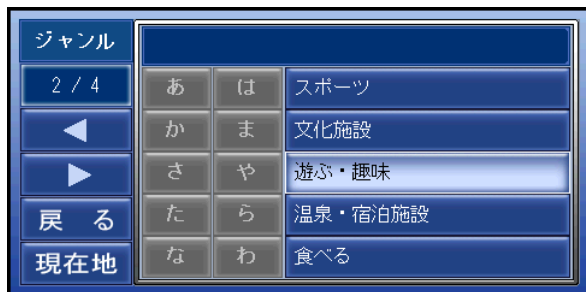 ジャンル
2 / 4
戻 る
現在地
あ は スポーツ
か ま 文化施設
さ や 遊ぶ・趣味
た ら 温泉・宿泊施設
な わ 食べる